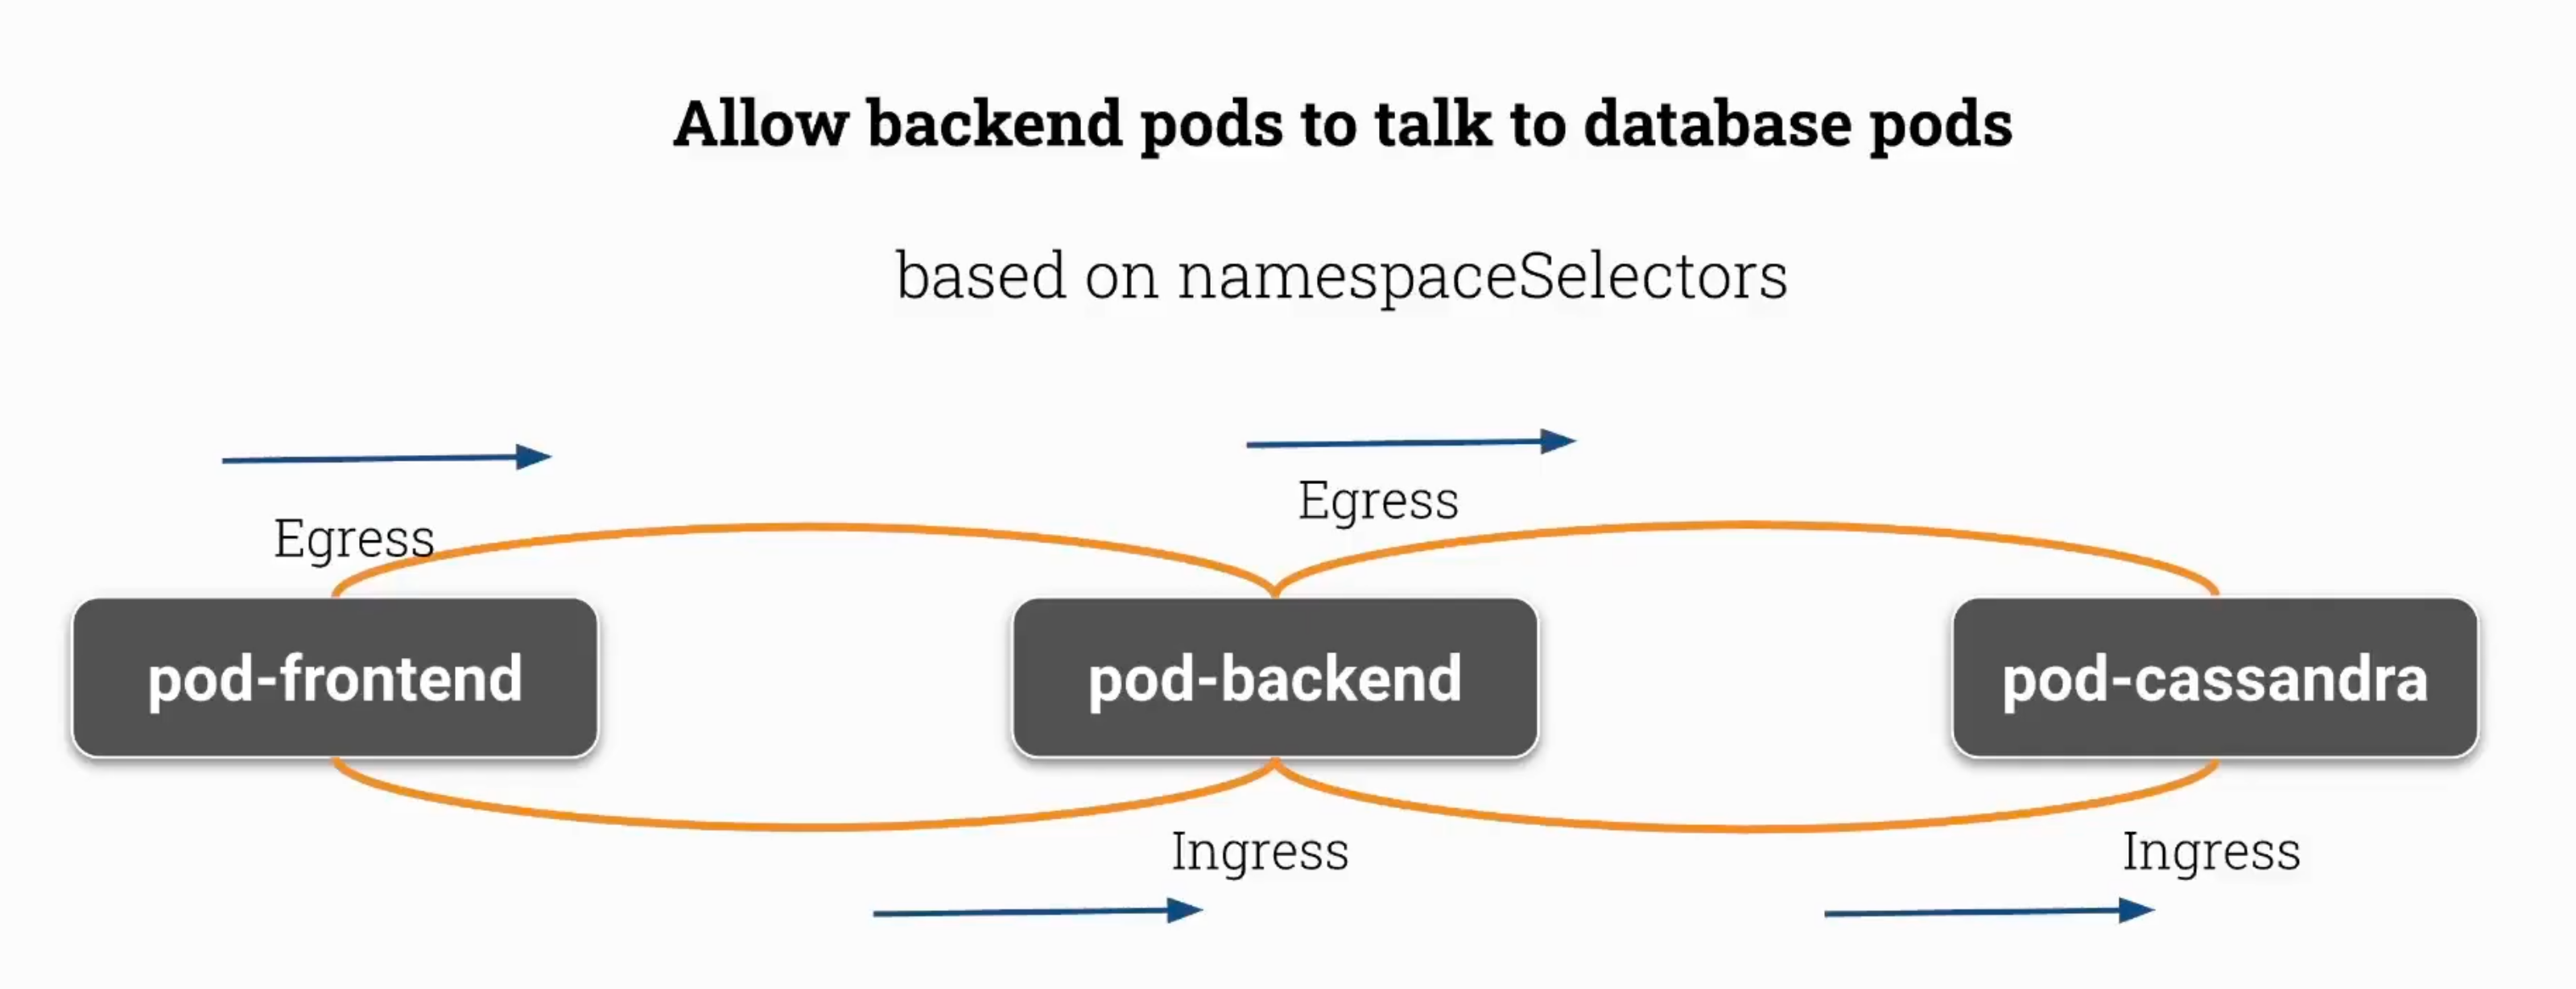 Allow backend pods to talk to database pods
based on namespaceSelectors
Egress
Egress
pod-frontend
pod-backend
pod-cassandra
Ingress
Ingress